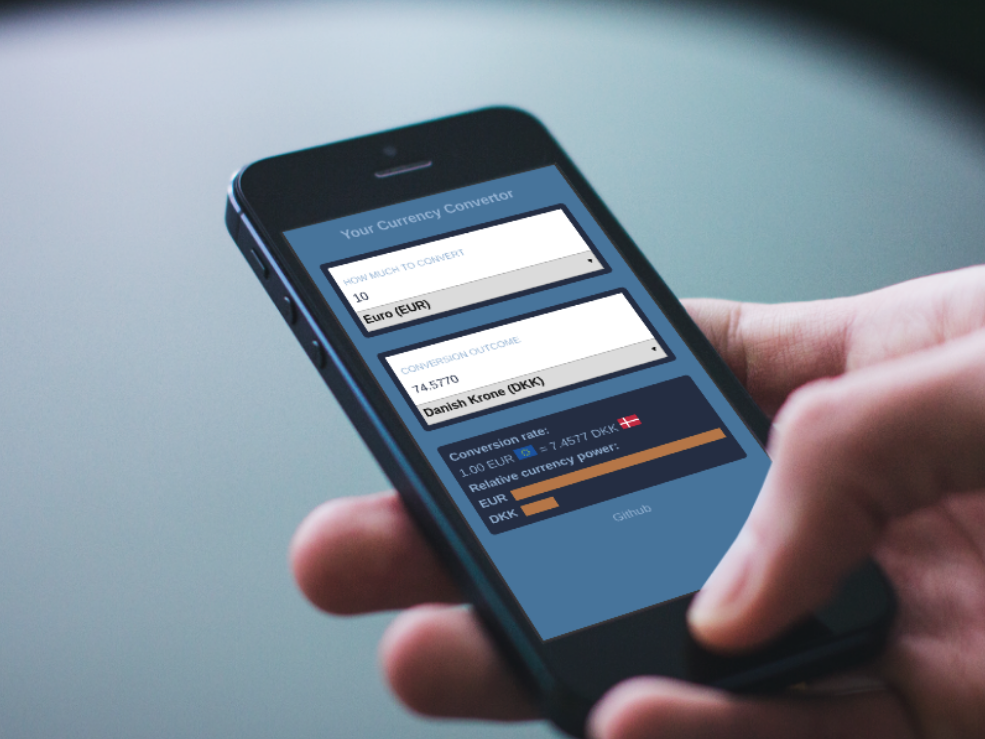 Your Currency Convertor
HOW MUCH TO CONVERT
10
Euro (EUR)
CONVERSION OUTCOME
74.5770
Danish Krone (DKK)
Conversion rate:
1.00 EUR = 7.4577 DKK
Relative currency power:
EUR
DKK
Github